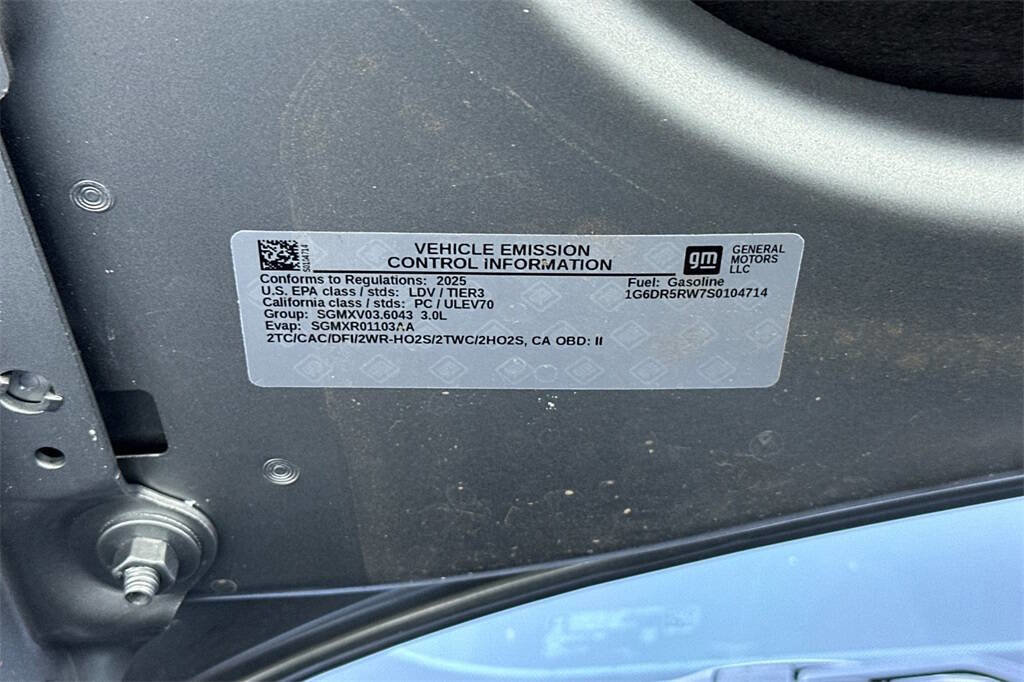 VEHICLE EMISSION
CONTROL INFORMATION
gm
GENERAL
MOTORS
LLC
S0104714
Conforms to Regulations: 2025
U.S. EPA class / stds: LDV / TIER3
California class / stds: PC / ULEV70
Group: SGMXV03.6043 3.0L
Evap: SGMXR01103AA
2TC/CAC/DFI/2WR-HO2S/2TWC/2HO2S, CA OBD: II
Fuel: Gasoline
1G6DR5RW7S0104714